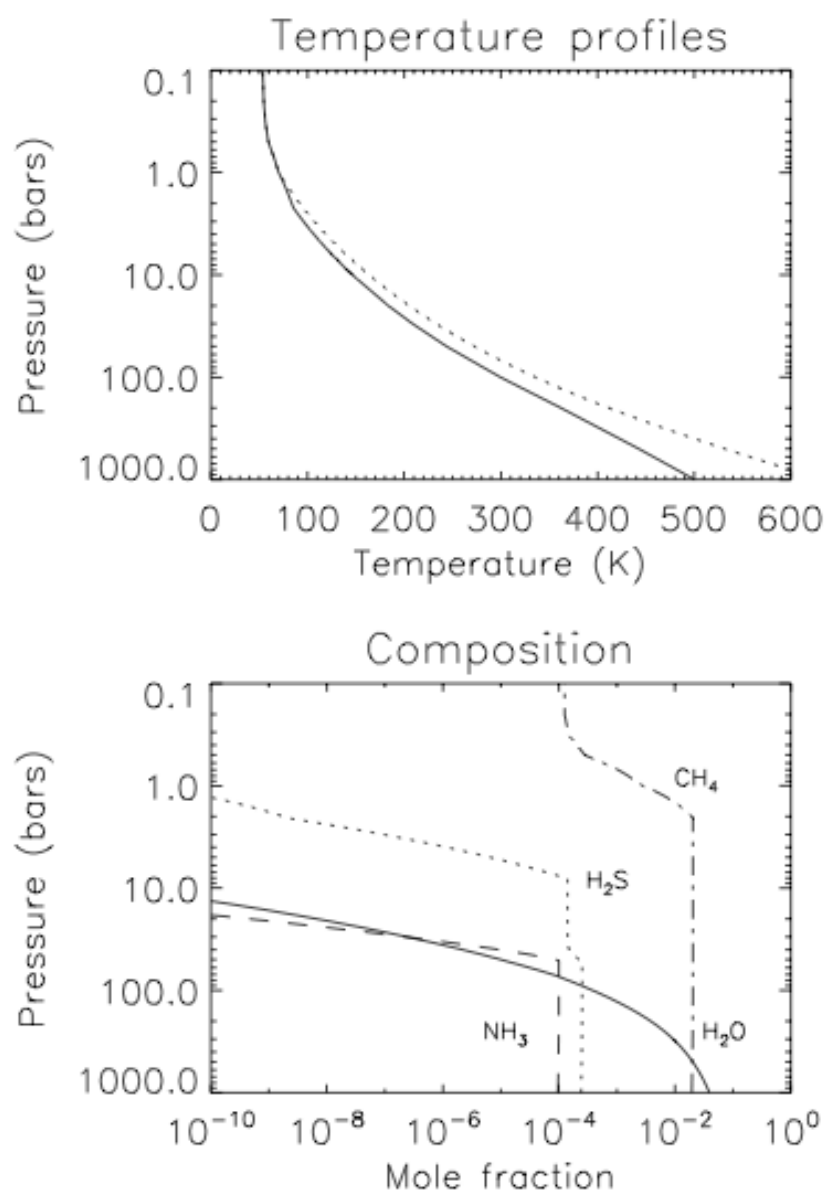 Temperature profiles
Pressure (bars)
0.1
1.0
10.0
100.0
1000.0
0 100 200 300 400 500 600
Temperature (K)
Composition
Pressure (bars)
0.1
1.0
10.0
100.0
1000.0
CH₄
H₂S
NH₃
H₂O
10⁻¹⁰ 10⁻⁸ 10⁻⁶ 10⁻⁴ 10⁻² 10⁰
Mole fraction